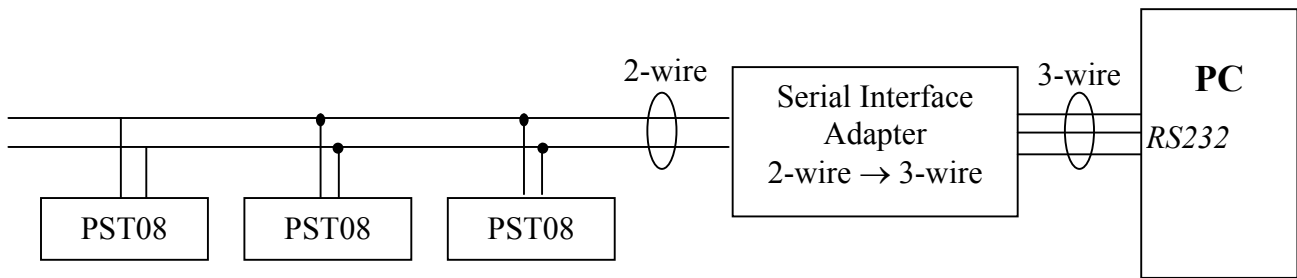 2-wire
Serial Interface
Adapter
2-wire → 3-wire
3-wire
PC
RS232
PST08
PST08
PST08